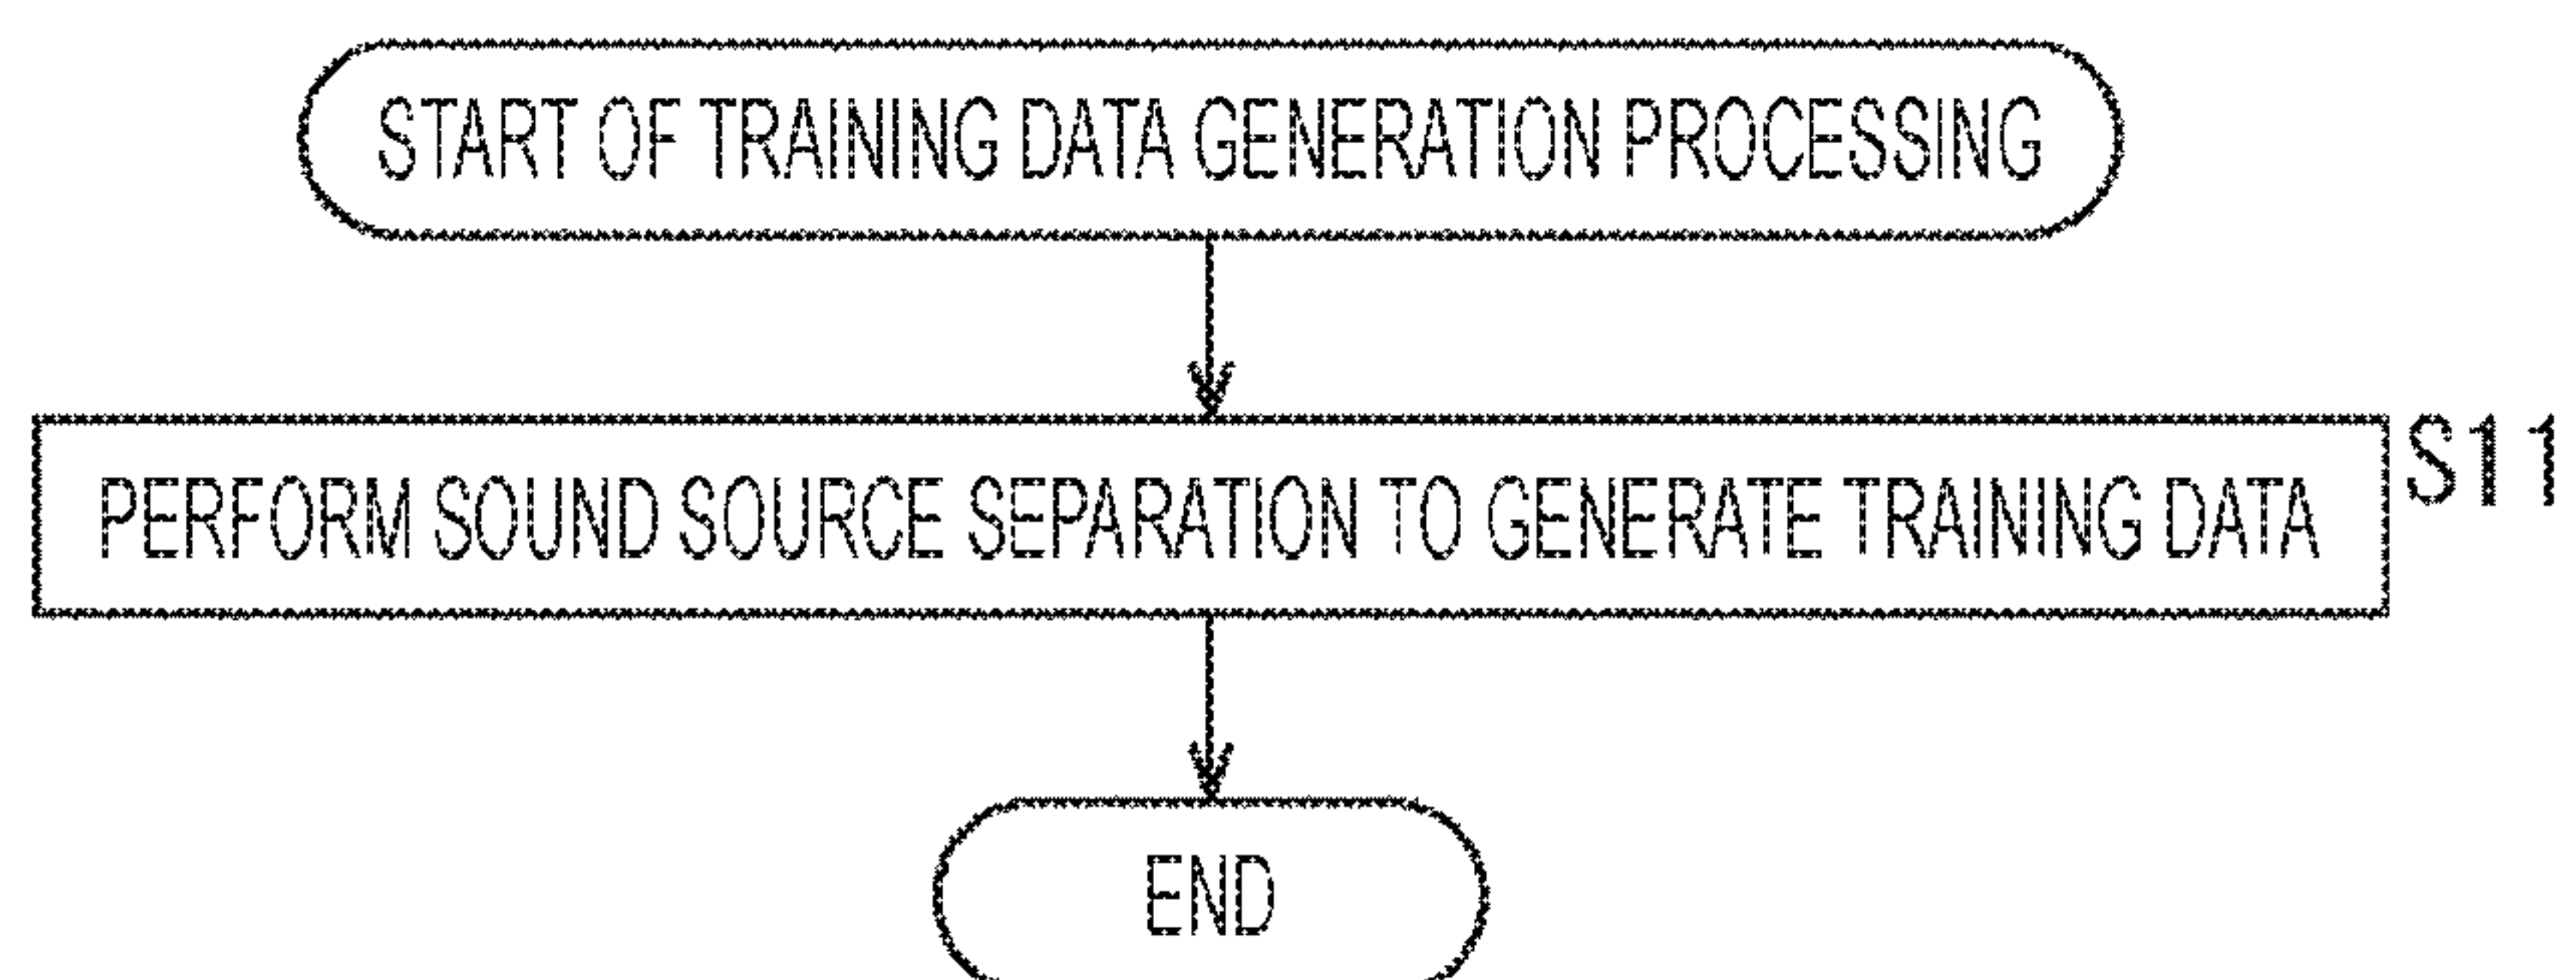 START OF TRAINING DATA GENERATION PROCESSING
PERFORM SOUND SOURCE SEPARATION TO GENERATE TRAINING DATA
S11
END